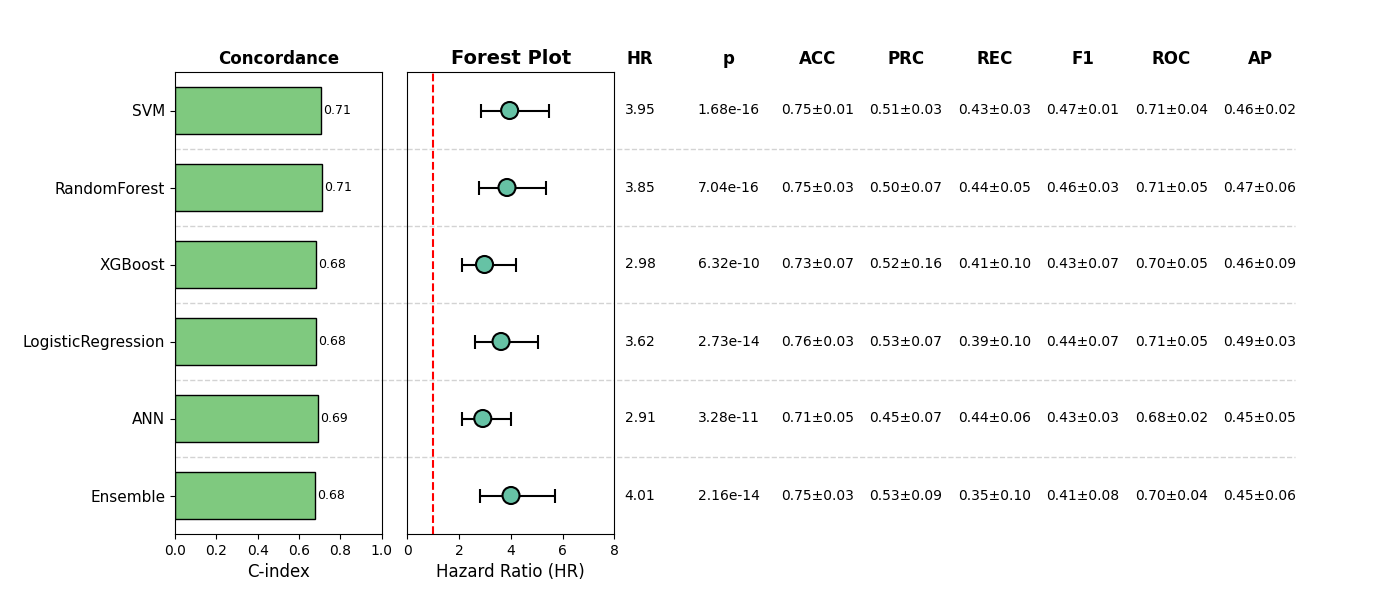 Concordance Forest Plot HR p ACC PRC REC F1 ROC AP
SVM 0.71 3.95 1.68e-16 0.75±0.01 0.51±0.03 0.43±0.03 0.47±0.01 0.71±0.04 0.46±0.02
RandomForest 0.71 3.85 7.04e-16 0.75±0.03 0.50±0.07 0.44±0.05 0.46±0.03 0.71±0.05 0.47±0.06
XGBoost 0.68 2.98 6.32e-10 0.73±0.07 0.52±0.16 0.41±0.10 0.43±0.07 0.70±0.05 0.46±0.09
LogisticRegression 0.68 3.62 2.73e-14 0.76±0.03 0.53±0.07 0.39±0.10 0.44±0.07 0.71±0.05 0.49±0.03
ANN 0.69 2.91 3.28e-11 0.71±0.05 0.45±0.07 0.44±0.06 0.43±0.03 0.68±0.02 0.45±0.05
Ensemble 0.68 4.01 2.16e-14 0.75±0.03 0.53±0.09 0.35±0.10 0.41±0.08 0.70±0.04 0.45±0.06
0.0 0.2 0.4 0.6 0.8 1.0 0 2 4 6 8
C-index Hazard Ratio (HR)